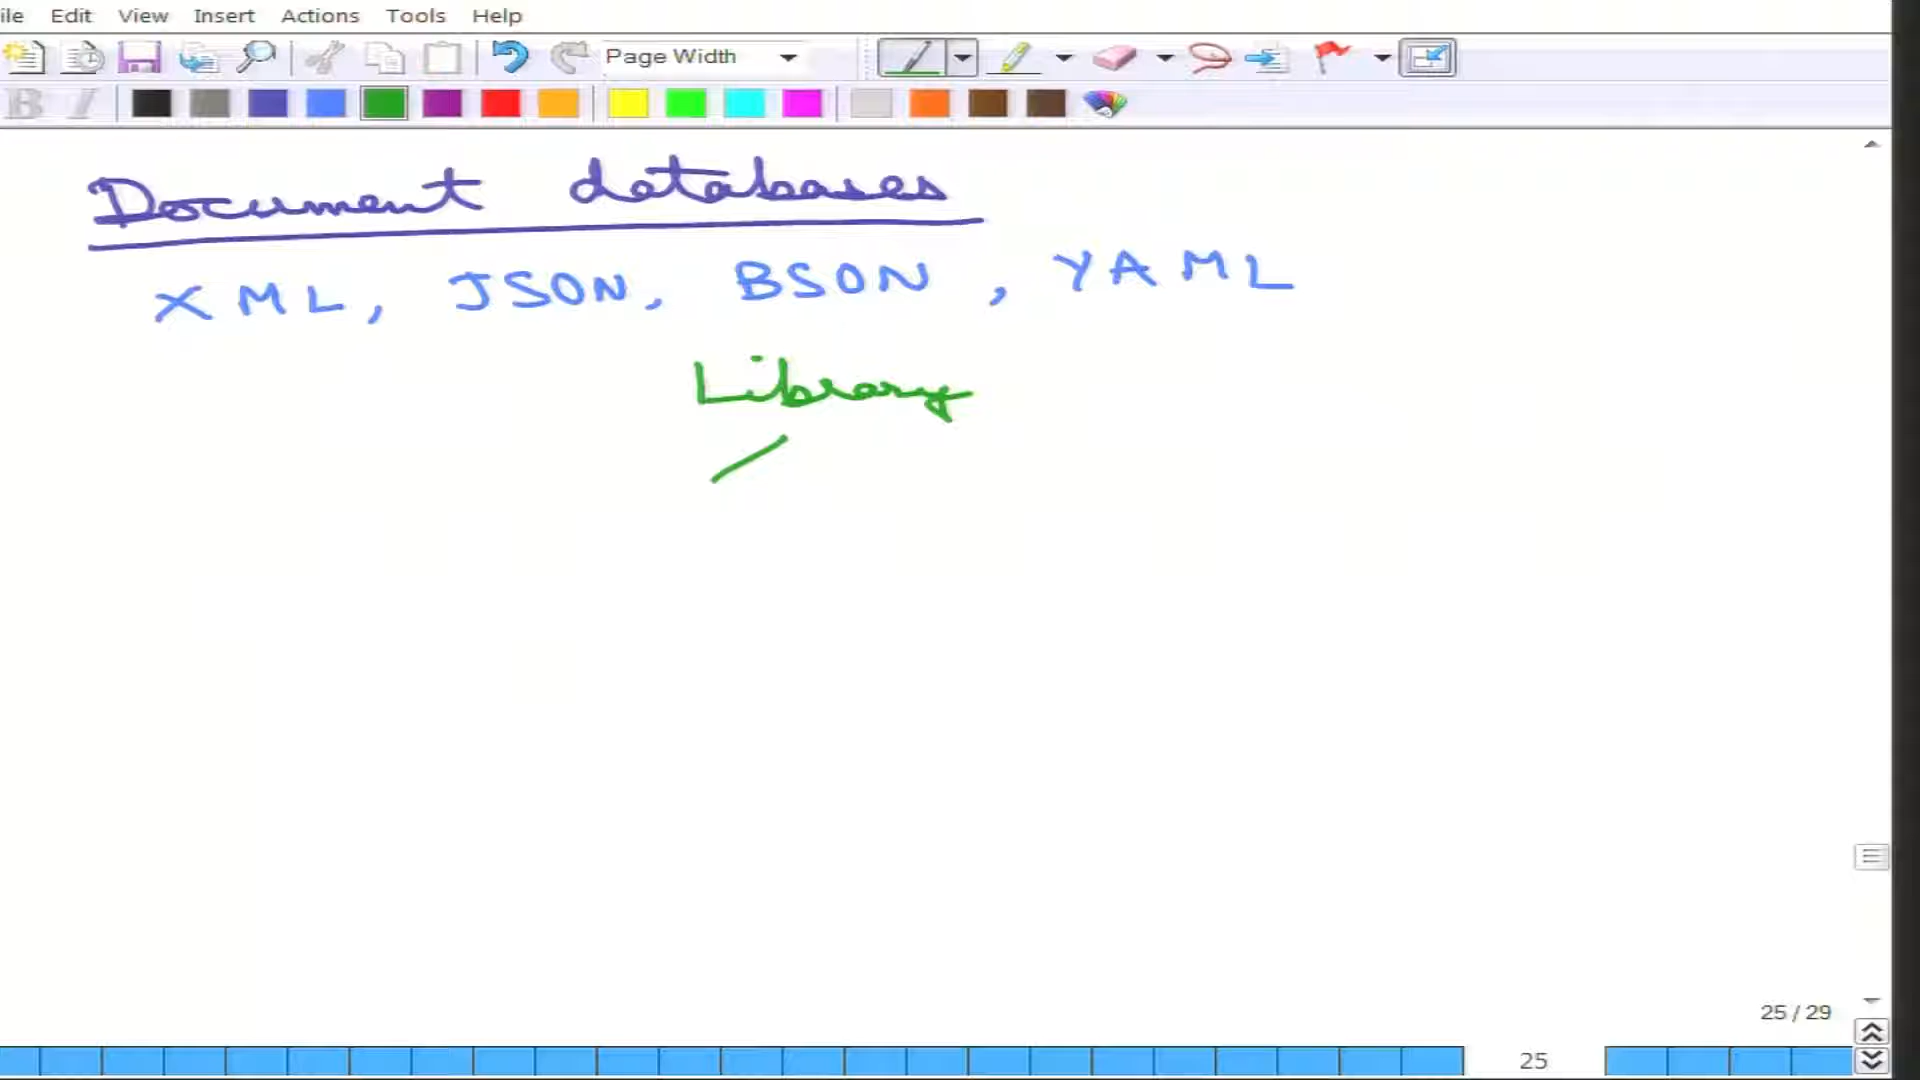 ile Edit View Insert Actions Tools Help
Page Width
B I
Document databases
XML, JSON, BSON, YAML
Library
25 / 29
25